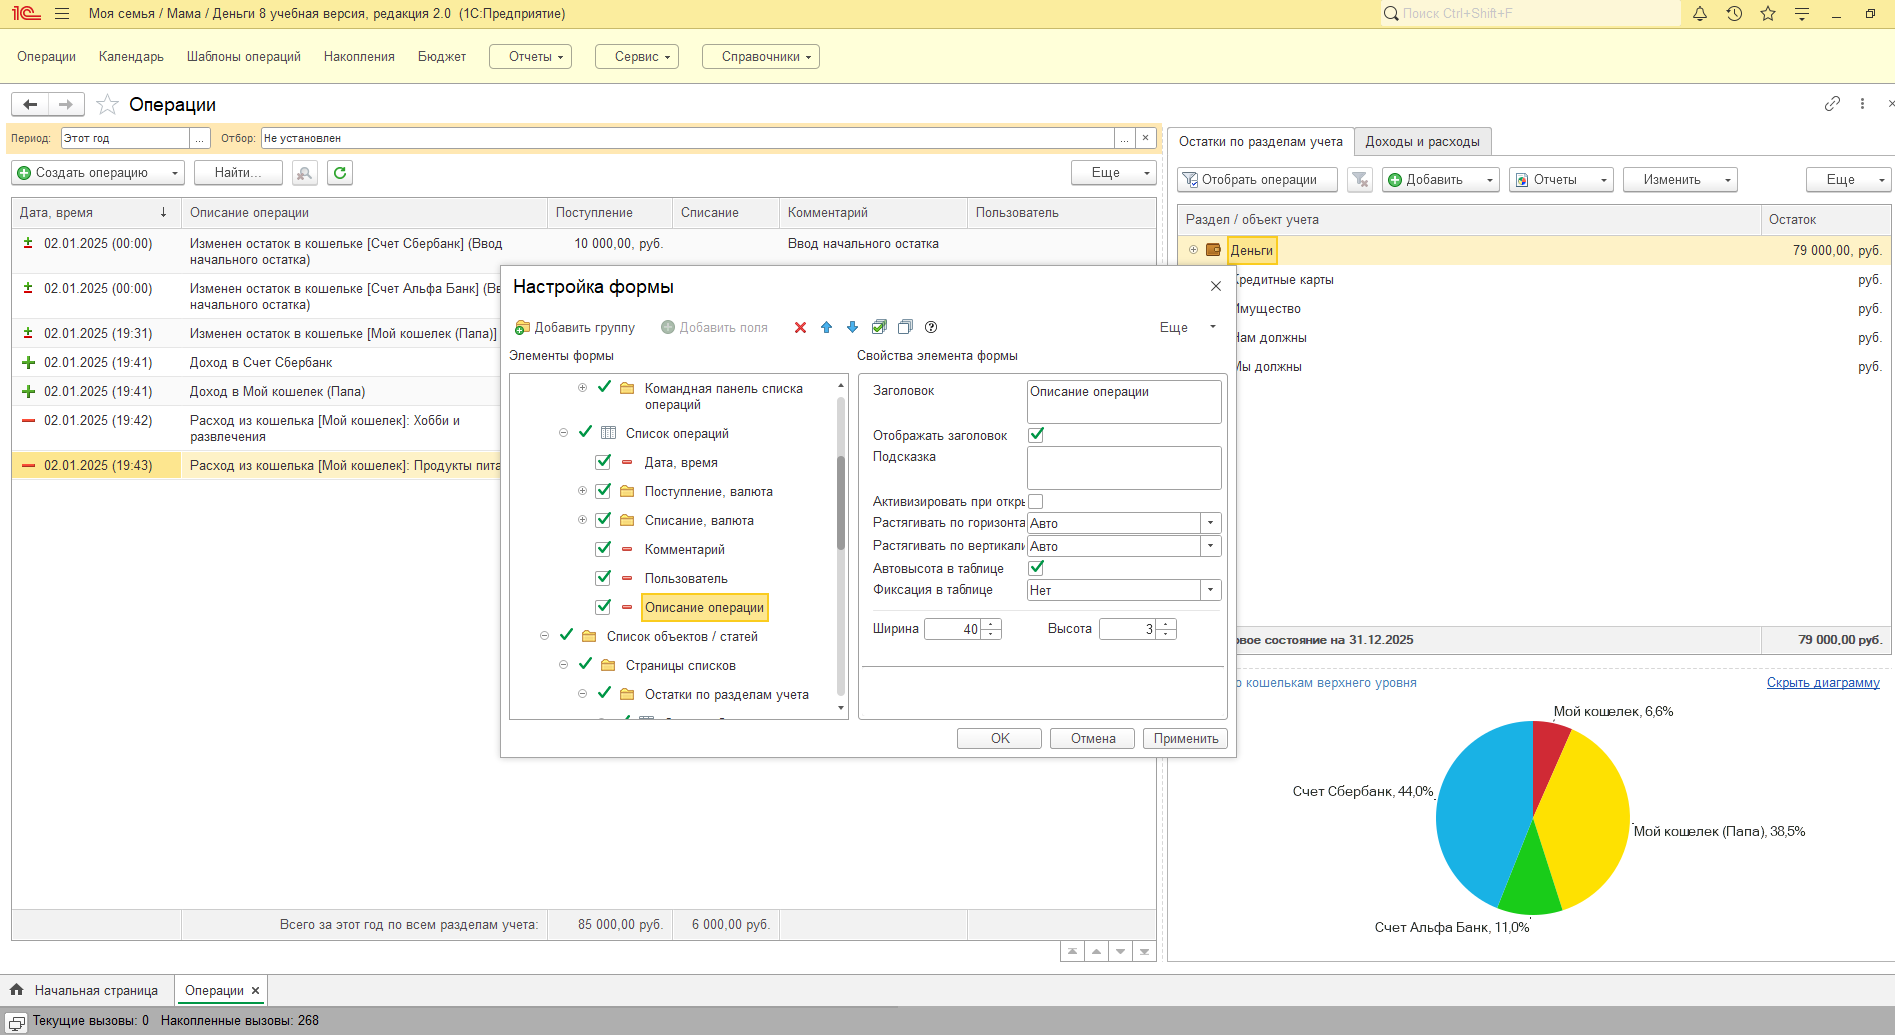 1С Моя семья / Мама / Деньги 8 учебная версия, редакция 2.0 (1С:Предприятие)
Поиск Ctrl+Shift+F
Операции Календарь Шаблоны операций Накопления Бюджет Отчеты Сервис Справочники
Операции
Период: Этот год ... Отбор: Не установлен ... ×
Создать операцию Найти... Еще
Дата, время Описание операции Поступление Списание Комментарий Пользователь
02.01.2025 (00:00) Изменен остаток в кошельке [Счет Сбербанк] (Ввод начального остатка) 10 000,00, руб. Ввод начального остатка
02.01.2025 (00:00) Изменен остаток в кошельке [Счет Альфа Банк] (Вв
начального остатка)
02.01.2025 (19:31) Изменен остаток в кошельке [Мой кошелек (Папа)]
02.01.2025 (19:41) Доход в Счет Сбербанк
02.01.2025 (19:41) Доход в Мой кошелек (Папа)
02.01.2025 (19:42) Расход из кошелька [Мой кошелек]: Хобби и
развлечения
02.01.2025 (19:43) Расход из кошелька [Мой кошелек]: Продукты пита
Всего за этот год по всем разделам учета: 85 000,00 руб. 6 000,00 руб.
Настройка формы
Добавить группу Добавить поля Еще
Элементы формы
Командная панель списка
операций
Список операций
Дата, время
Поступление, валюта
Списание, валюта
Комментарий
Пользователь
Описание операции
Список объектов / статей
Страницы списков
Остатки по разделам учета
Свойства элемента формы
Заголовок Описание операции
Отображать заголовок
Подсказка
Активизировать при откры
Растягивать по горизонта Авто
Растягивать по вертикали Авто
Автовысота в таблице
Фиксация в таблице Нет
Ширина 40 Высота 3
OK Отмена Применить
Остатки по разделам учета Доходы и расходы
Отобрать операции Добавить Отчеты Изменить Еще
Раздел / объект учета Остаток
Деньги 79 000,00, руб.
Кредитные карты руб.
Имущество руб.
Нам должны руб.
Мы должны руб.
рвое состояние на 31.12.2025 79 000,00 руб.
о кошелькам верхнего уровня Скрыть диаграмму
Мой кошелек, 6,6%
Счет Сбербанк, 44,0%
Мой кошелек (Папа), 38,5%
Счет Альфа Банк, 11,0%
Начальная страница Операции ×
Текущие вызовы: 0 Накопленные вызовы: 268